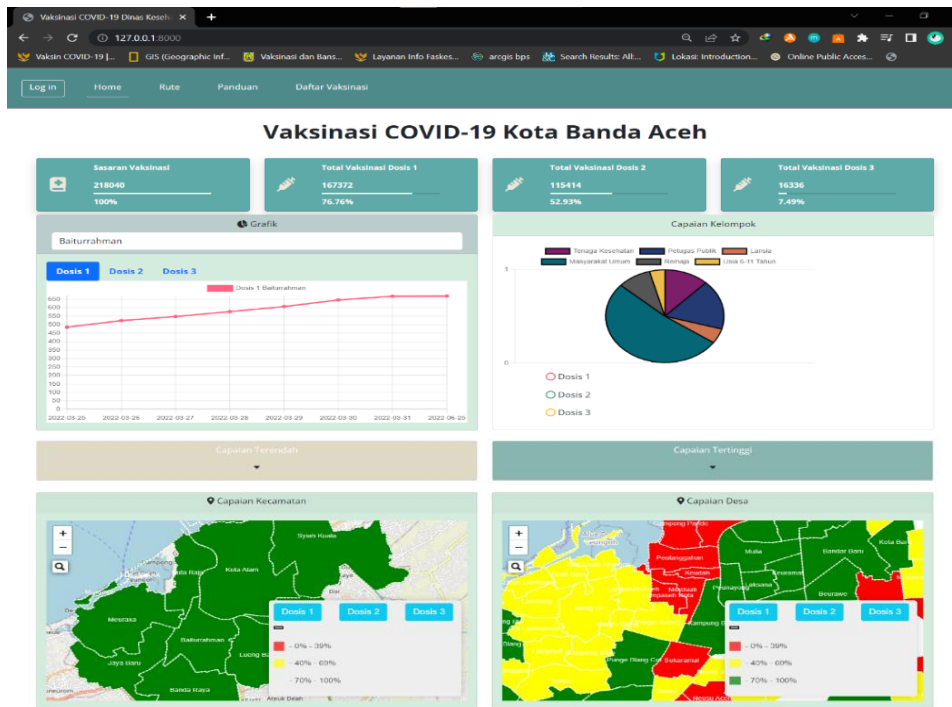 Vaksinasi COVID-19 Dinas Keseh
127.0.0.1:8000
Vaksin COVID-19 |... GIS (Geographic Inf... Vaksinasi dan Bans... Layanan Info Faskes... arcgis bps Search Results: All:... Lokasi: Introduction... Online Public Acces...
Log in Home Rute Panduan Daftar Vaksinasi
Vaksinasi COVID-19 Kota Banda Aceh
Sasaran Vaksinasi
218040
100%
Total Vaksinasi Dosis 1
167372
76.76%
Total Vaksinasi Dosis 2
115414
52.93%
Total Vaksinasi Dosis 3
16336
7.49%
Grafik
Baiturrahman
Dosis 1 Dosis 2 Dosis 3
Dosis 1 Baiturrahman
650
600
550
500
450
400
350
300
250
200
150
100
50
0
2022-03-25 2022-03-26 2022-03-27 2022-03-28 2022-03-29 2022-03-30 2022-03-31 2022-06-25
Capaian Kelompok
Tenaga Kesehatan Petugas Publik Lansia
Masyarakat Umum Remaja Usia 6-11 Tahun
1
0
Dosis 1
Dosis 2
Dosis 3
Capaian Terendah
Capaian Tertinggi
Capaian Kecamatan
+
−
Syiah Kuala
Kuta Alam
Meuraxa
Baiturrahman
Jaya Baru
Lueng Ba
Banda Raya
Dosis 1 Dosis 2 Dosis 3
- 0% - 39%
- 40% - 69%
- 70% - 100%
Capaian Desa
+
−
Peulanggahan
Mulia
Bandar Baru
Kota Bar
Keudah
Peunayong
Laksana
Beurawe
Punge Blang Cut
Sukaramai
Dosis 1 Dosis 2 Dosis 3
- 0% - 39%
- 40% - 69%
- 70% - 100%